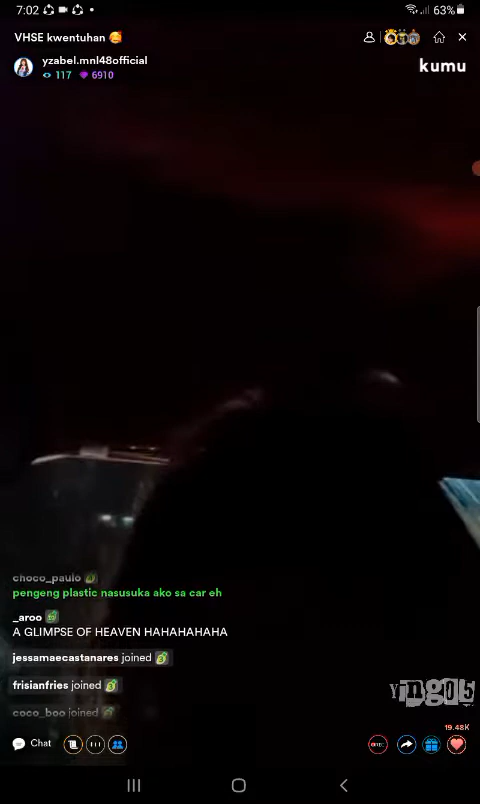 7:02
63%
VHSE kwentuhan 🥰
yzabel.mnl48official
117 6910
kumu
choco_paulo
pengeng plastic nasusuka ako sa car eh
_aroo
A GLIMPSE OF HEAVEN HAHAHAHAHA
jessamaecastanares joined
frisianfries joined
coco_boo joined
Yingo5
19.48K
Chat